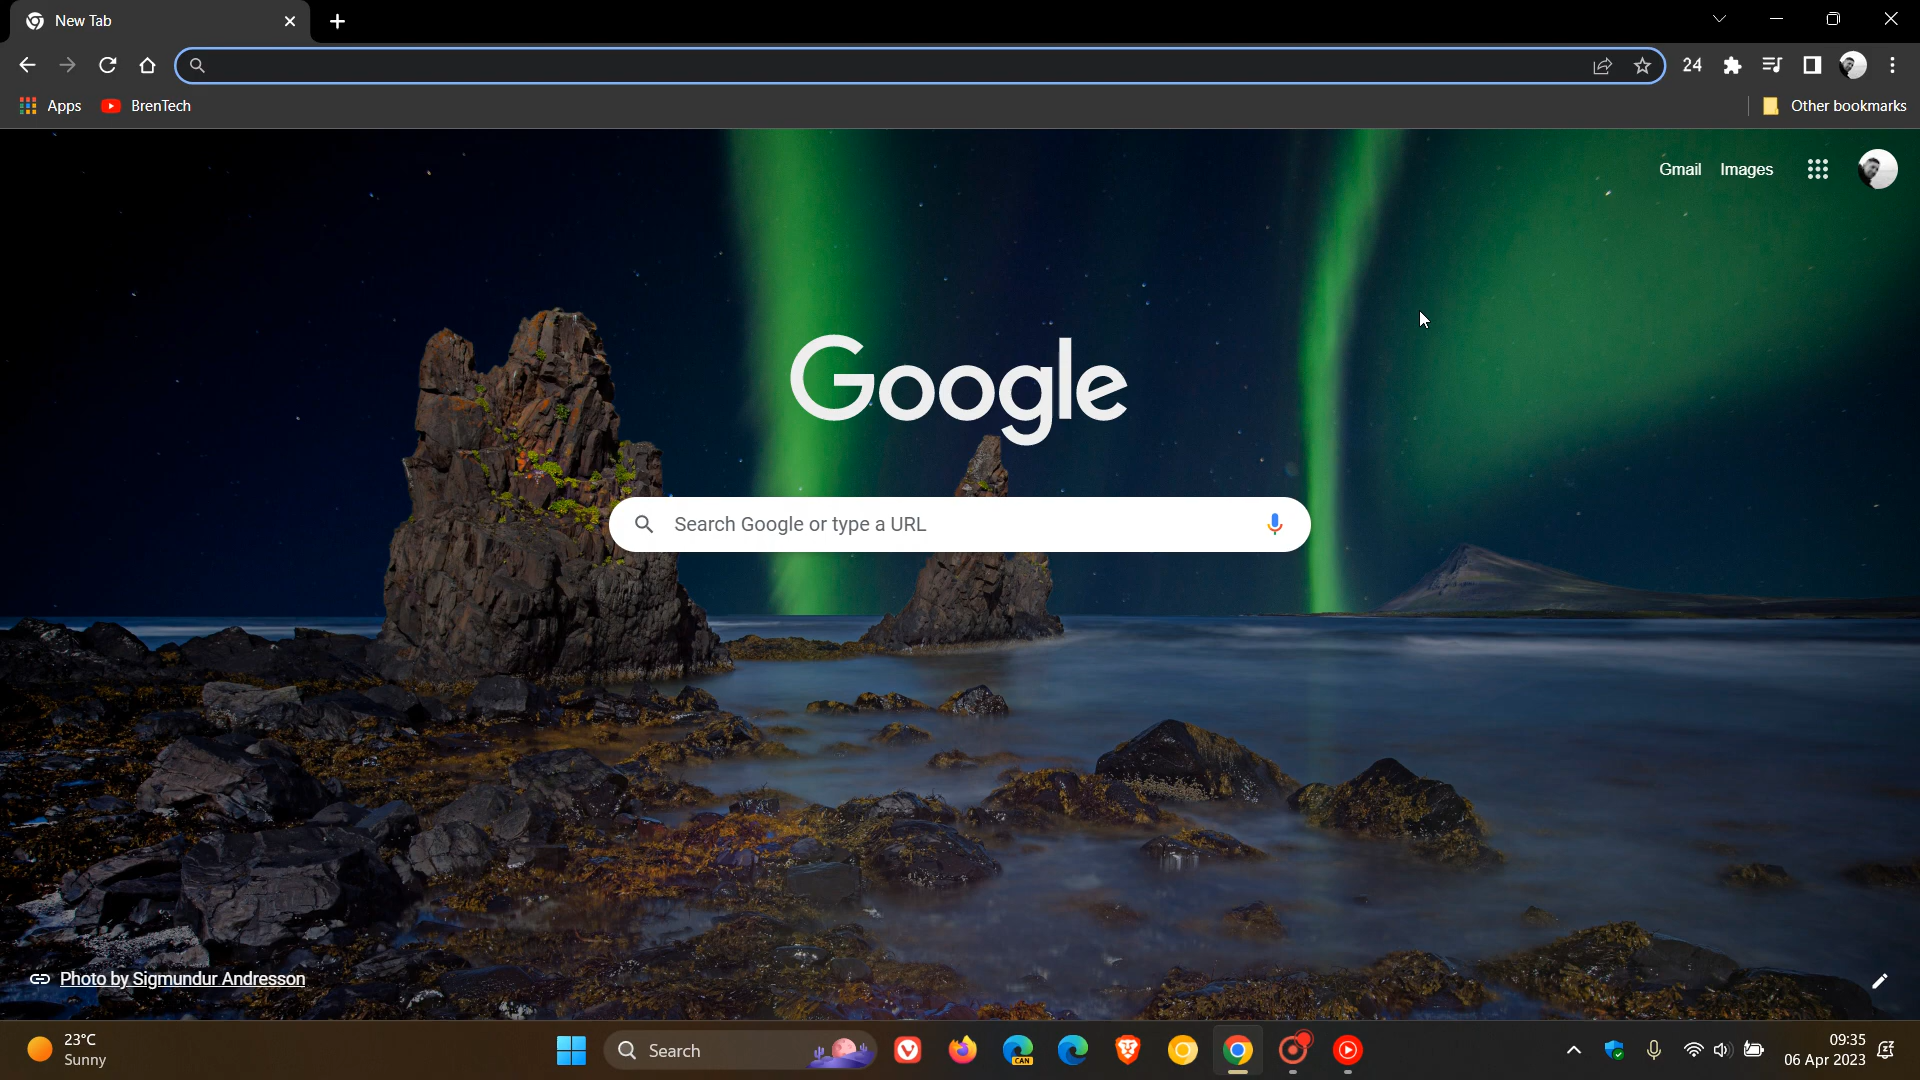 New Tab
24
Apps
BrenTech
Other bookmarks
Gmail
Images
Google
Search Google or type a URL
Photo by Sigmundur Andresson
23°C
Sunny
Search
CAN
09:35
06 Apr 2023